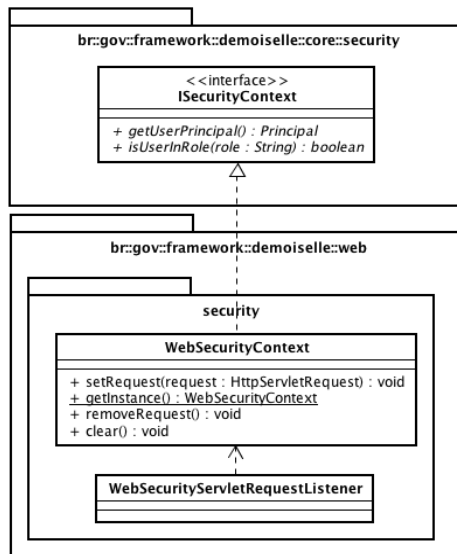 br::gov::framework::demoiselle::core::security
<<interface>>
ISecurityContext
+ getUserPrincipal() : Principal
+ isUserInRole(role : String) : boolean
br::gov::framework::demoiselle::web
security
WebSecurityContext
+ setRequest(request : HttpServletRequest) : void
+ getInstance() : WebSecurityContext
+ removeRequest() : void
+ clear() : void
WebSecurityServletRequestListener